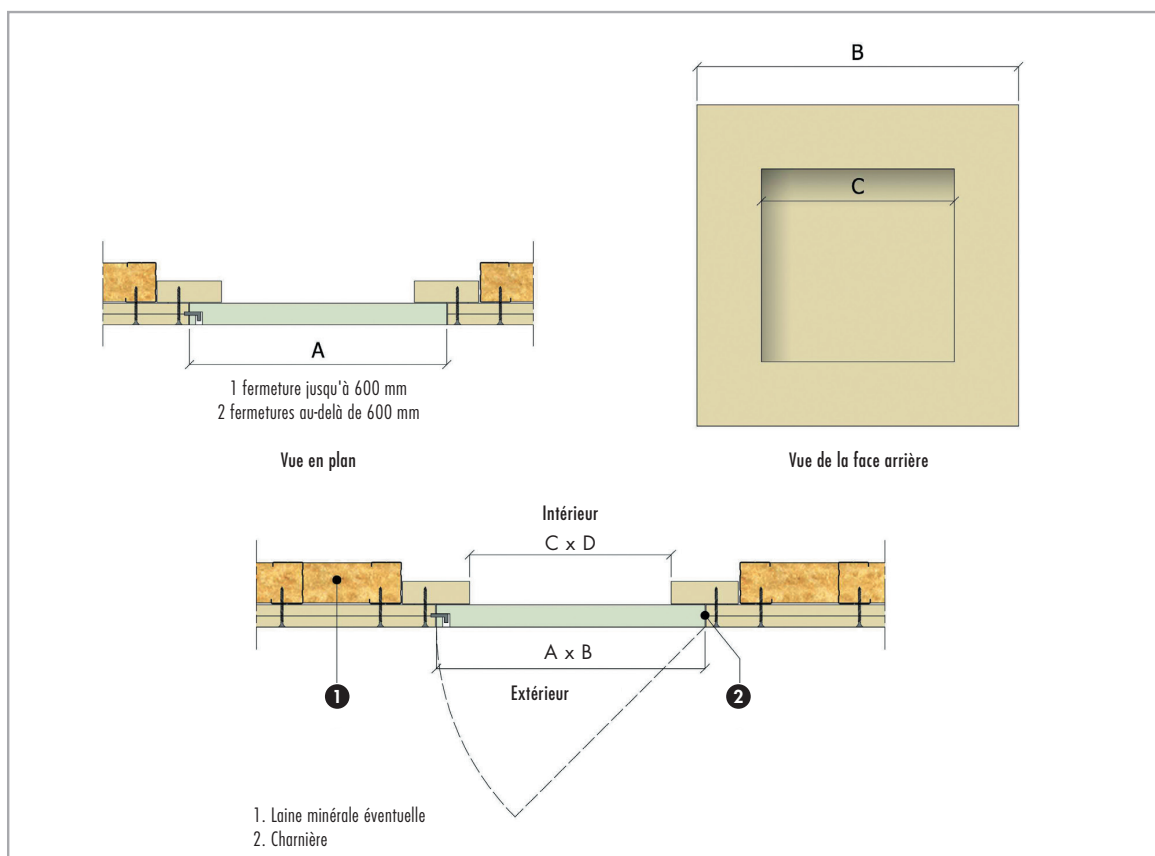 B
C
A
1 fermeture jusqu'à 600 mm
2 fermetures au-delà de 600 mm
Vue en plan
Vue de la face arrière
Intérieur
C x D
A x B
Extérieur
1
2
1. Laine minérale éventuelle
2. Charnière